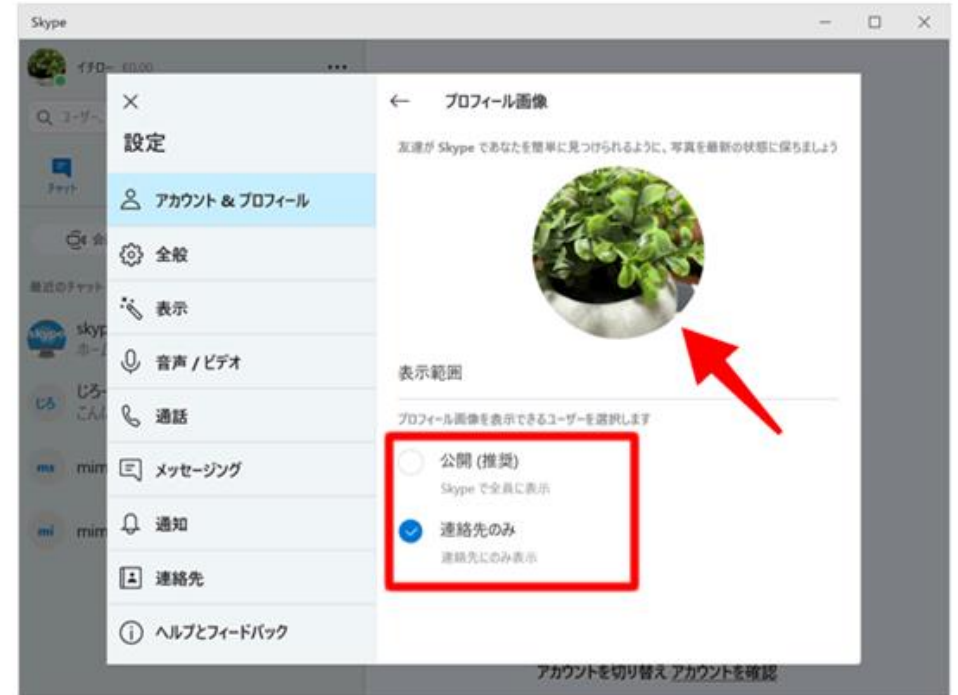 Skype
イチロー £0.00
設定
アカウント & プロフィール
全般
表示
音声 / ビデオ
通話
メッセージング
通知
連絡先
ヘルプとフィードバック
プロフィール画像
友達が Skype であなたを簡単に見つけられるように、写真を最新の状態に保ちましょう
表示範囲
プロフィール画像を表示できるユーザーを選択します
公開 (推奨)
Skype で全員に表示
連絡先のみ
連絡先にのみ表示
チャット
最近のチャット
skype
mi
アカウントを切り替え アカウントを確認